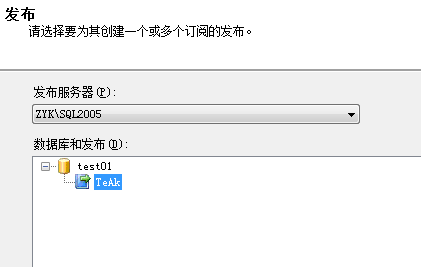 发布
请选择要为其创建一个或多个订阅的发布。
发布服务器(P):
ZYK\SQL2005
数据库和发布(D):
test01
TeAk